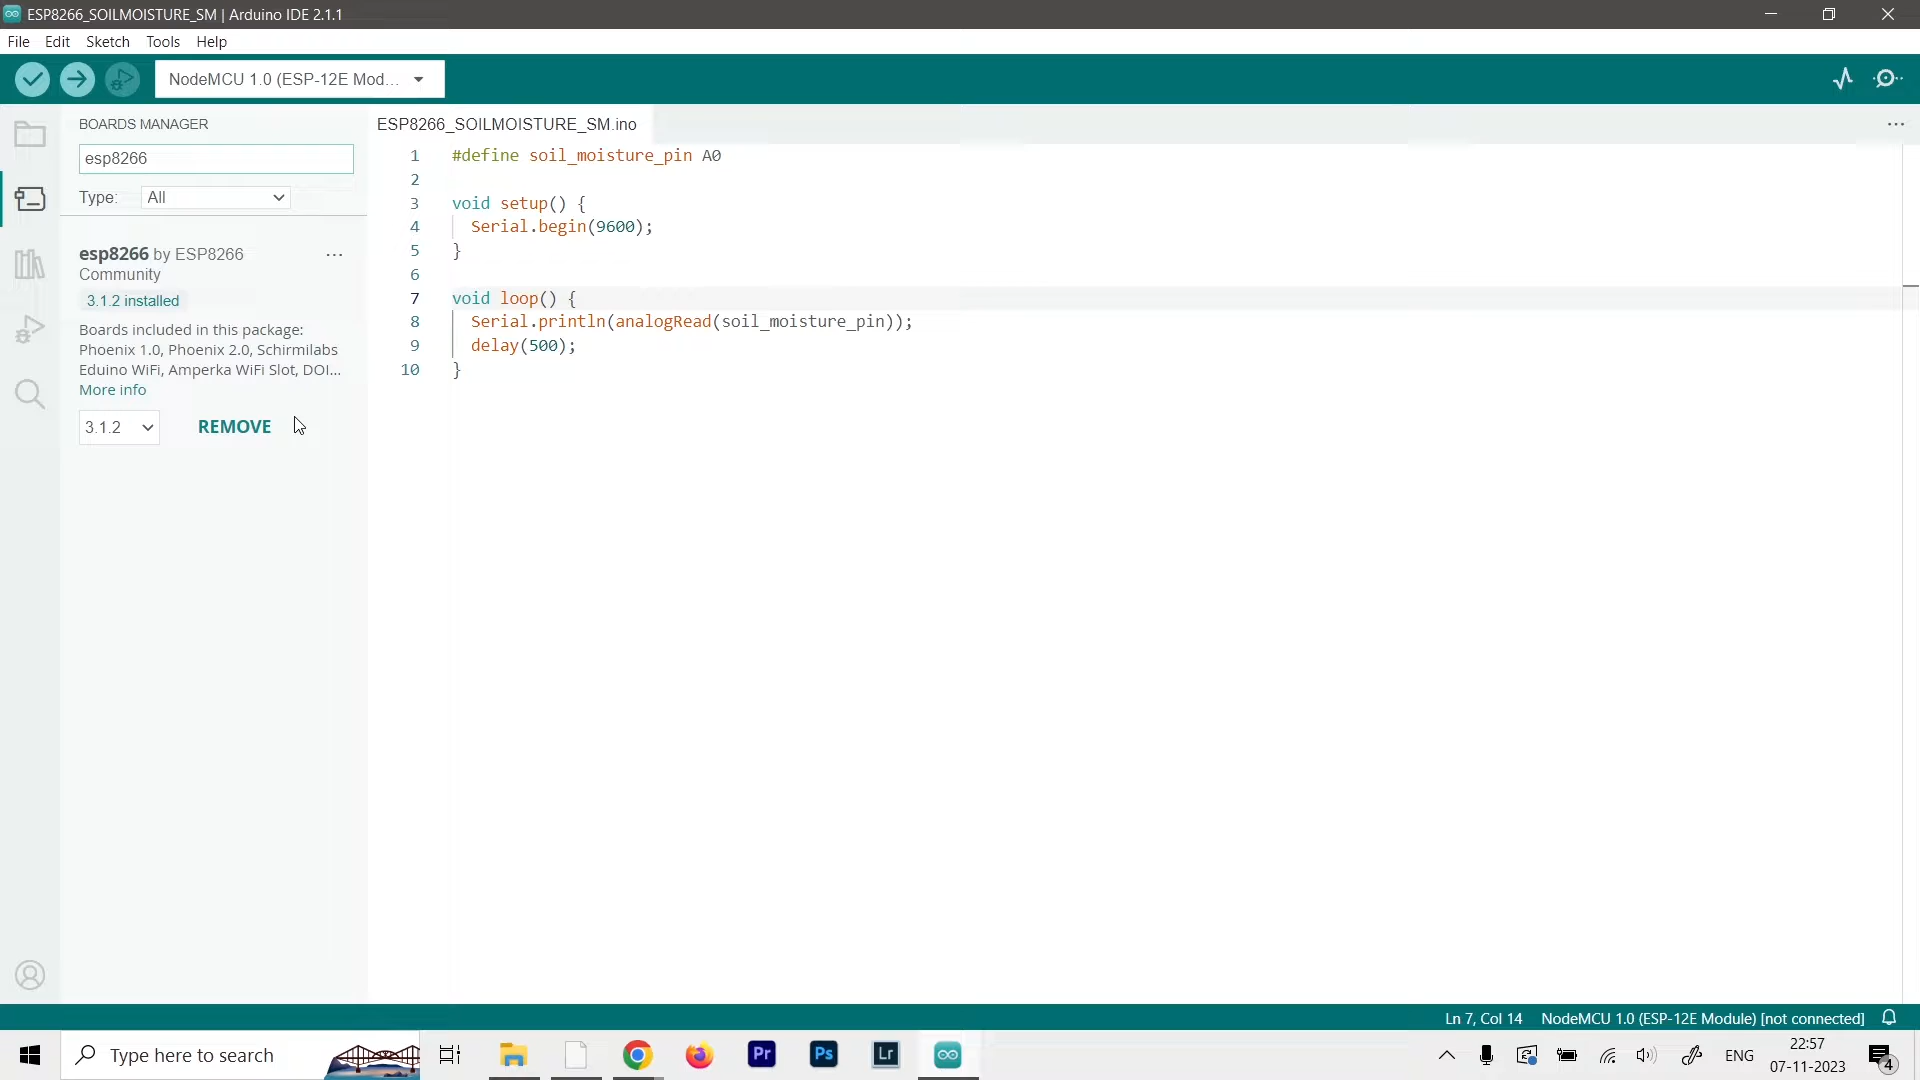 ESP8266_SOILMOISTURE_SM | Arduino IDE 2.1.1
File Edit Sketch Tools Help
NodeMCU 1.0 (ESP-12E Mod...
BOARDS MANAGER
esp8266
Type: All
esp8266 by ESP8266
Community
3.1.2 installed
Boards included in this package:
Phoenix 1.0, Phoenix 2.0, Schirmilabs
Eduino WiFi, Amperka WiFi Slot, DOI...
More info
3.1.2 REMOVE
ESP8266_SOILMOISTURE_SM.ino
1 #define soil_moisture_pin A0
2
3 void setup() {
4 Serial.begin(9600);
5 }
6
7 void loop() {
8 Serial.println(analogRead(soil_moisture_pin));
9 delay(500);
10 }
Ln 7, Col 14 NodeMCU 1.0 (ESP-12E Module) [not connected]
Type here to search
Pr Ps Lr
ENG
22:57
07-11-2023
4